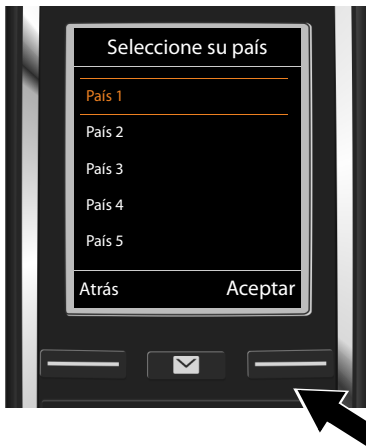 Seleccione su país
País 1
País 2
País 3
País 4
País 5
Atrás Aceptar